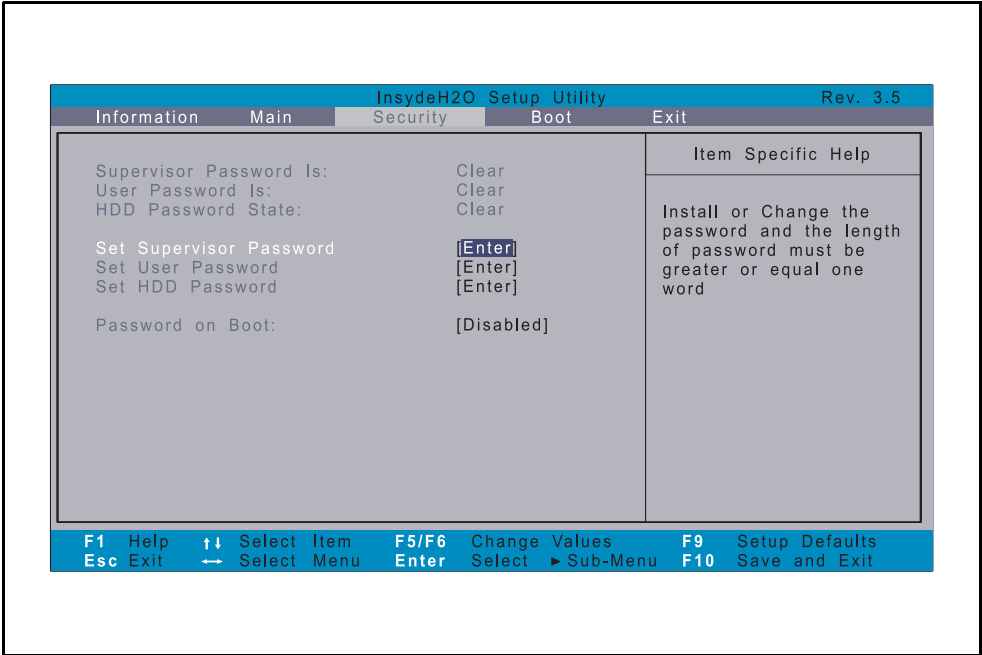 InsydeH2O Setup Utility Rev. 3.5
Information Main Security Boot Exit
Item Specific Help
Supervisor Password Is: Clear
User Password Is: Clear
HDD Password State: Clear
Set Supervisor Password [Enter]
Set User Password [Enter]
Set HDD Password [Enter]
Password on Boot: [Disabled]
Install or Change the
password and the length
of password must be
greater or equal one
word
F1 Help ↑↓ Select Item F5/F6 Change Values F9 Setup Defaults
Esc Exit ↔ Select Menu Enter Select ►Sub-Menu F10 Save and Exit